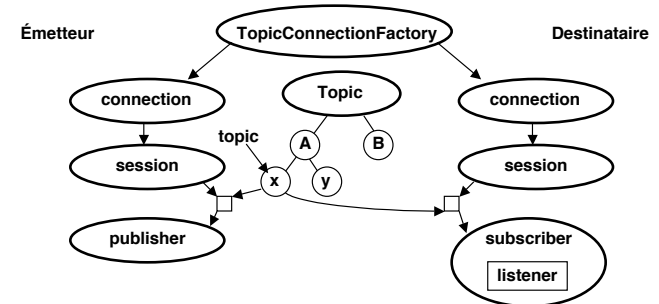 Émetteur
TopicConnectionFactory
Destinataire
connection
Topic
connection
topic
A
B
session
x
y
session
publisher
subscriber
listener